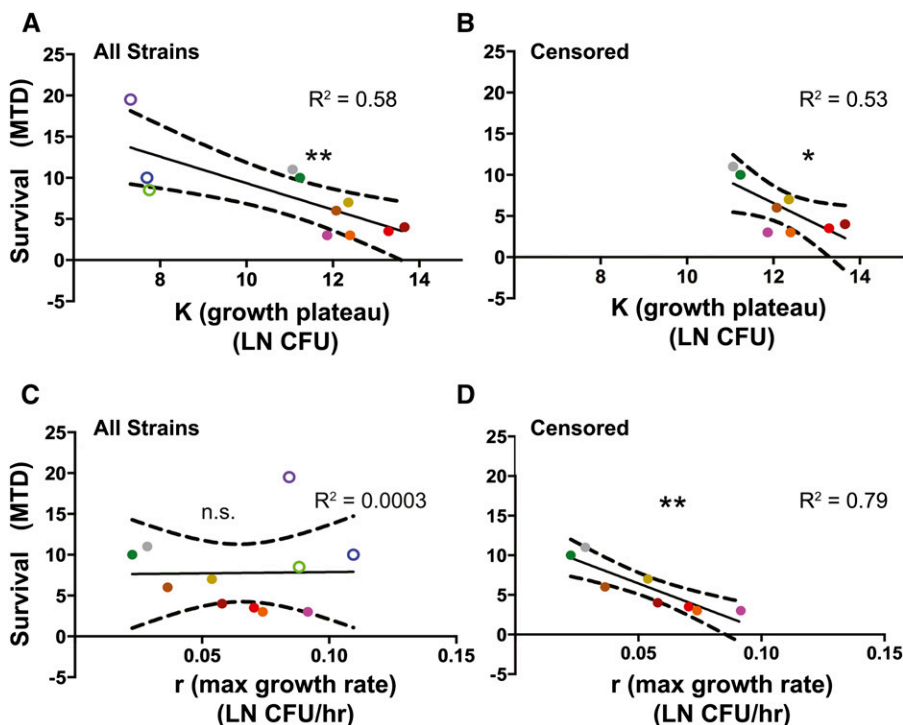 A
All Strains
R² = 0.58
**
Survival (MTD)
25
20
15
10
5
0
-5
8
10
12
14
K (growth plateau)
(LN CFU)
B
Censored
R² = 0.53
*
25
20
15
10
5
0
-5
8
10
12
14
K (growth plateau)
(LN CFU)
C
All Strains
R² = 0.0003
n.s.
Survival (MTD)
25
20
15
10
5
0
-5
0.05
0.10
0.15
r (max growth rate)
(LN CFU/hr)
D
Censored
R² = 0.79
**
25
20
15
10
5
0
-5
0.05
0.10
0.15
r (max growth rate)
(LN CFU/hr)